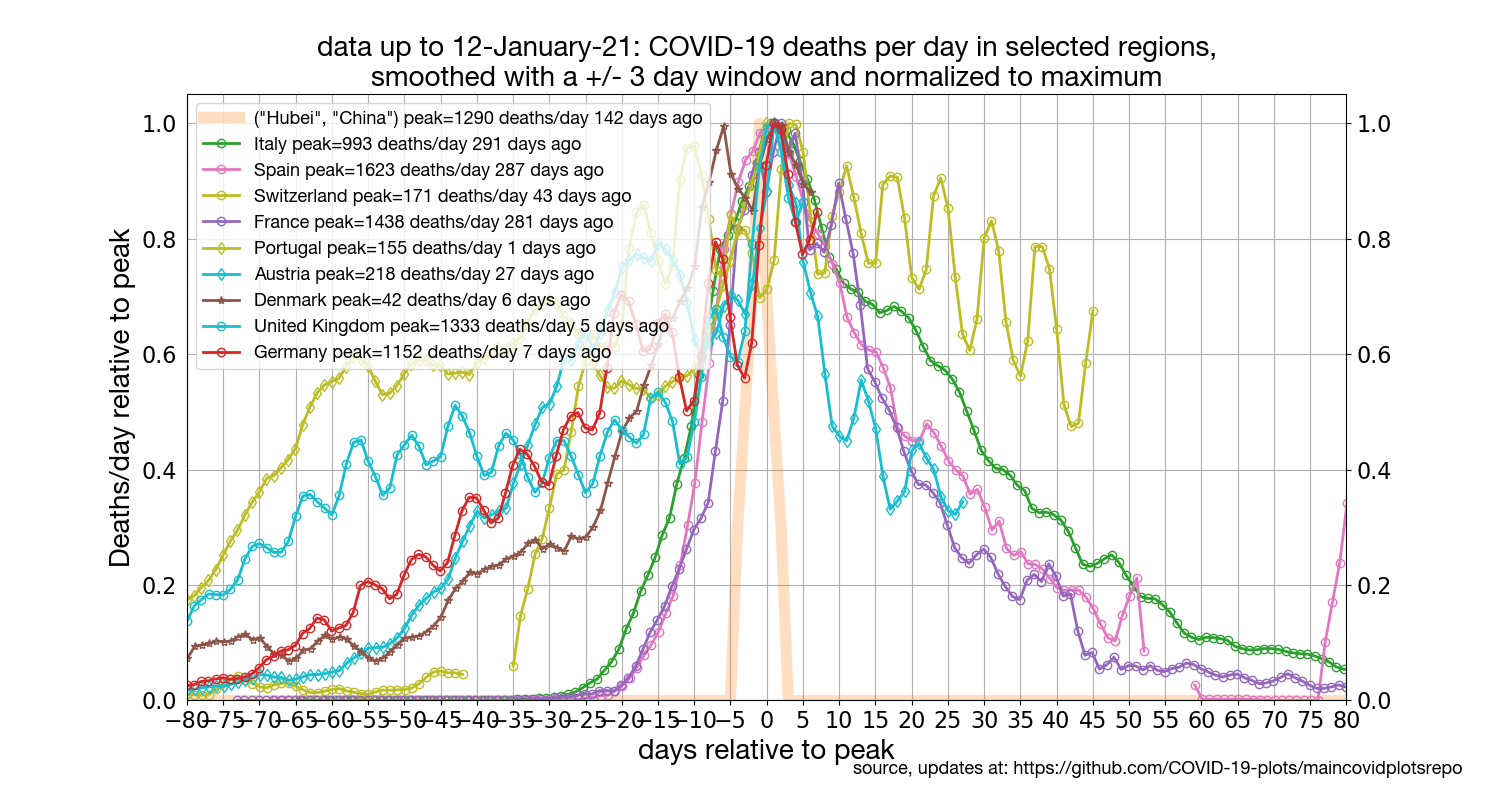 data up to 12-January-21: COVID-19 deaths per day in selected regions,
smoothed with a +/- 3 day window and normalized to maximum
("Hubei", "China") peak=1290 deaths/day 142 days ago
Italy peak=993 deaths/day 291 days ago
Spain peak=1623 deaths/day 287 days ago
Switzerland peak=171 deaths/day 43 days ago
France peak=1438 deaths/day 281 days ago
Portugal peak=155 deaths/day 1 days ago
Austria peak=218 deaths/day 27 days ago
Denmark peak=42 deaths/day 6 days ago
United Kingdom peak=1333 deaths/day 5 days ago
Germany peak=1152 deaths/day 7 days ago
Deaths/day relative to peak
1.0
0.8
0.6
0.4
0.2
0.0
1.0
0.8
0.6
0.4
0.2
0.0
−80 −75 −70 −65 −60 −55 −50 −45 −40 −35 −30 −25 −20 −15 −10 −5 0 5 10 15 20 25 30 35 40 45 50 55 60 65 70 75 80
days relative to peak
source, updates at: https://github.com/COVID-19-plots/maincovidplotsrepo